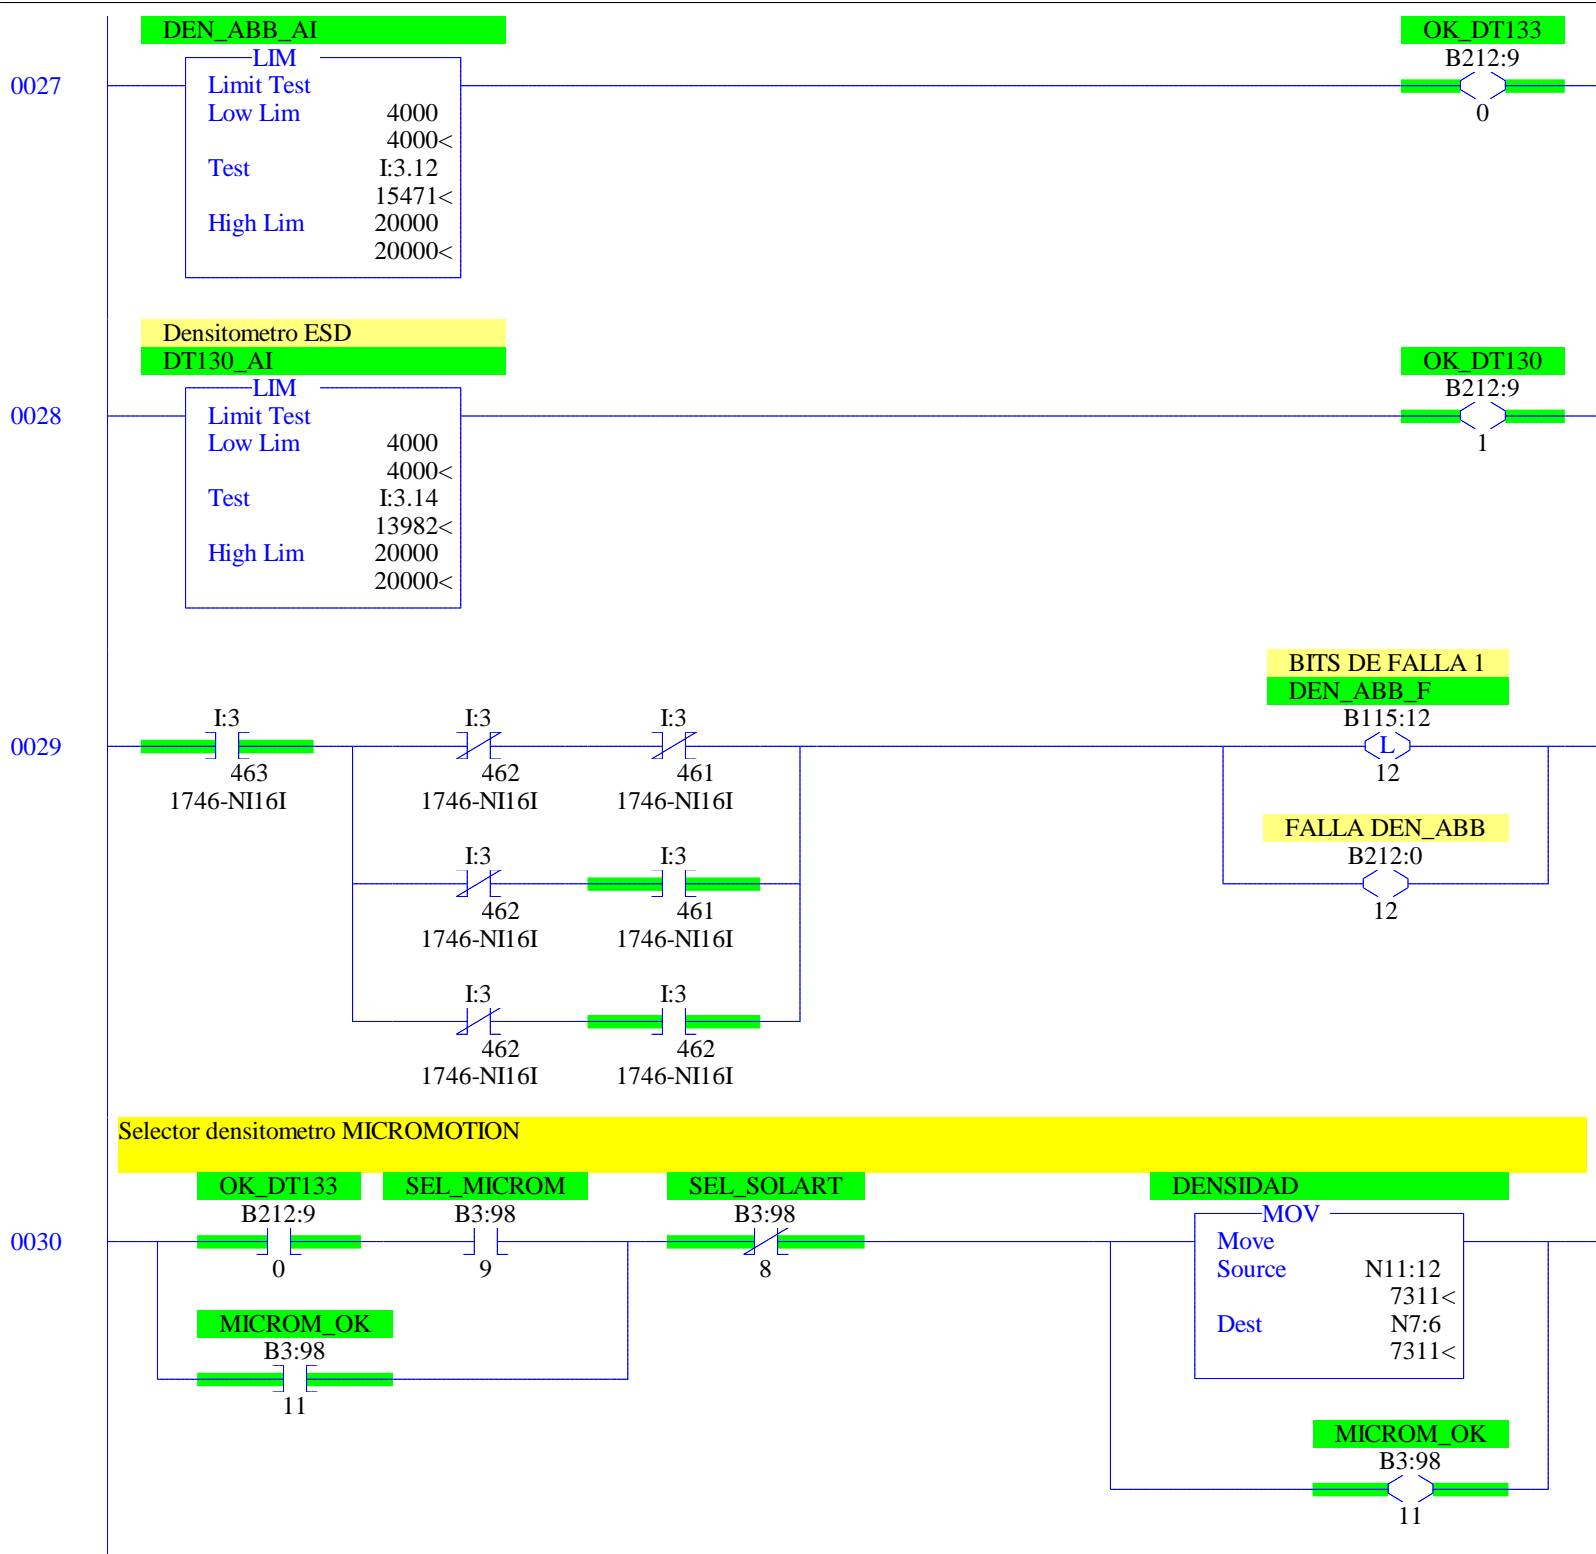 DEN_ABB_AI
OK_DT133
LIM
B212:9
0027
Limit Test
Low Lim 4000
0
4000<
Test I:3.12
15471<
High Lim 20000
20000<
Densitometro ESD
DT130_AI
OK_DT130
LIM
B212:9
0028
Limit Test
Low Lim 4000
1
4000<
Test I:3.14
13982<
High Lim 20000
20000<
BITS DE FALLA 1
DEN_ABB_F
I:3 I:3 I:3
B115:12
0029
L
463 462 461
12
1746-NI16I 1746-NI16I 1746-NI16I
FALLA DEN_ABB
I:3 I:3
B212:0
462 461
12
1746-NI16I 1746-NI16I
I:3 I:3
462 462
1746-NI16I 1746-NI16I
Selector densitometro MICROMOTION
OK_DT133 SEL_MICROM SEL_SOLART DENSIDAD
B212:9 B3:98 B3:98 MOV
0030
Move
0 9 8
Source N11:12
7311<
MICROM_OK
Dest N7:6
B3:98
7311<
11
MICROM_OK
B3:98
11